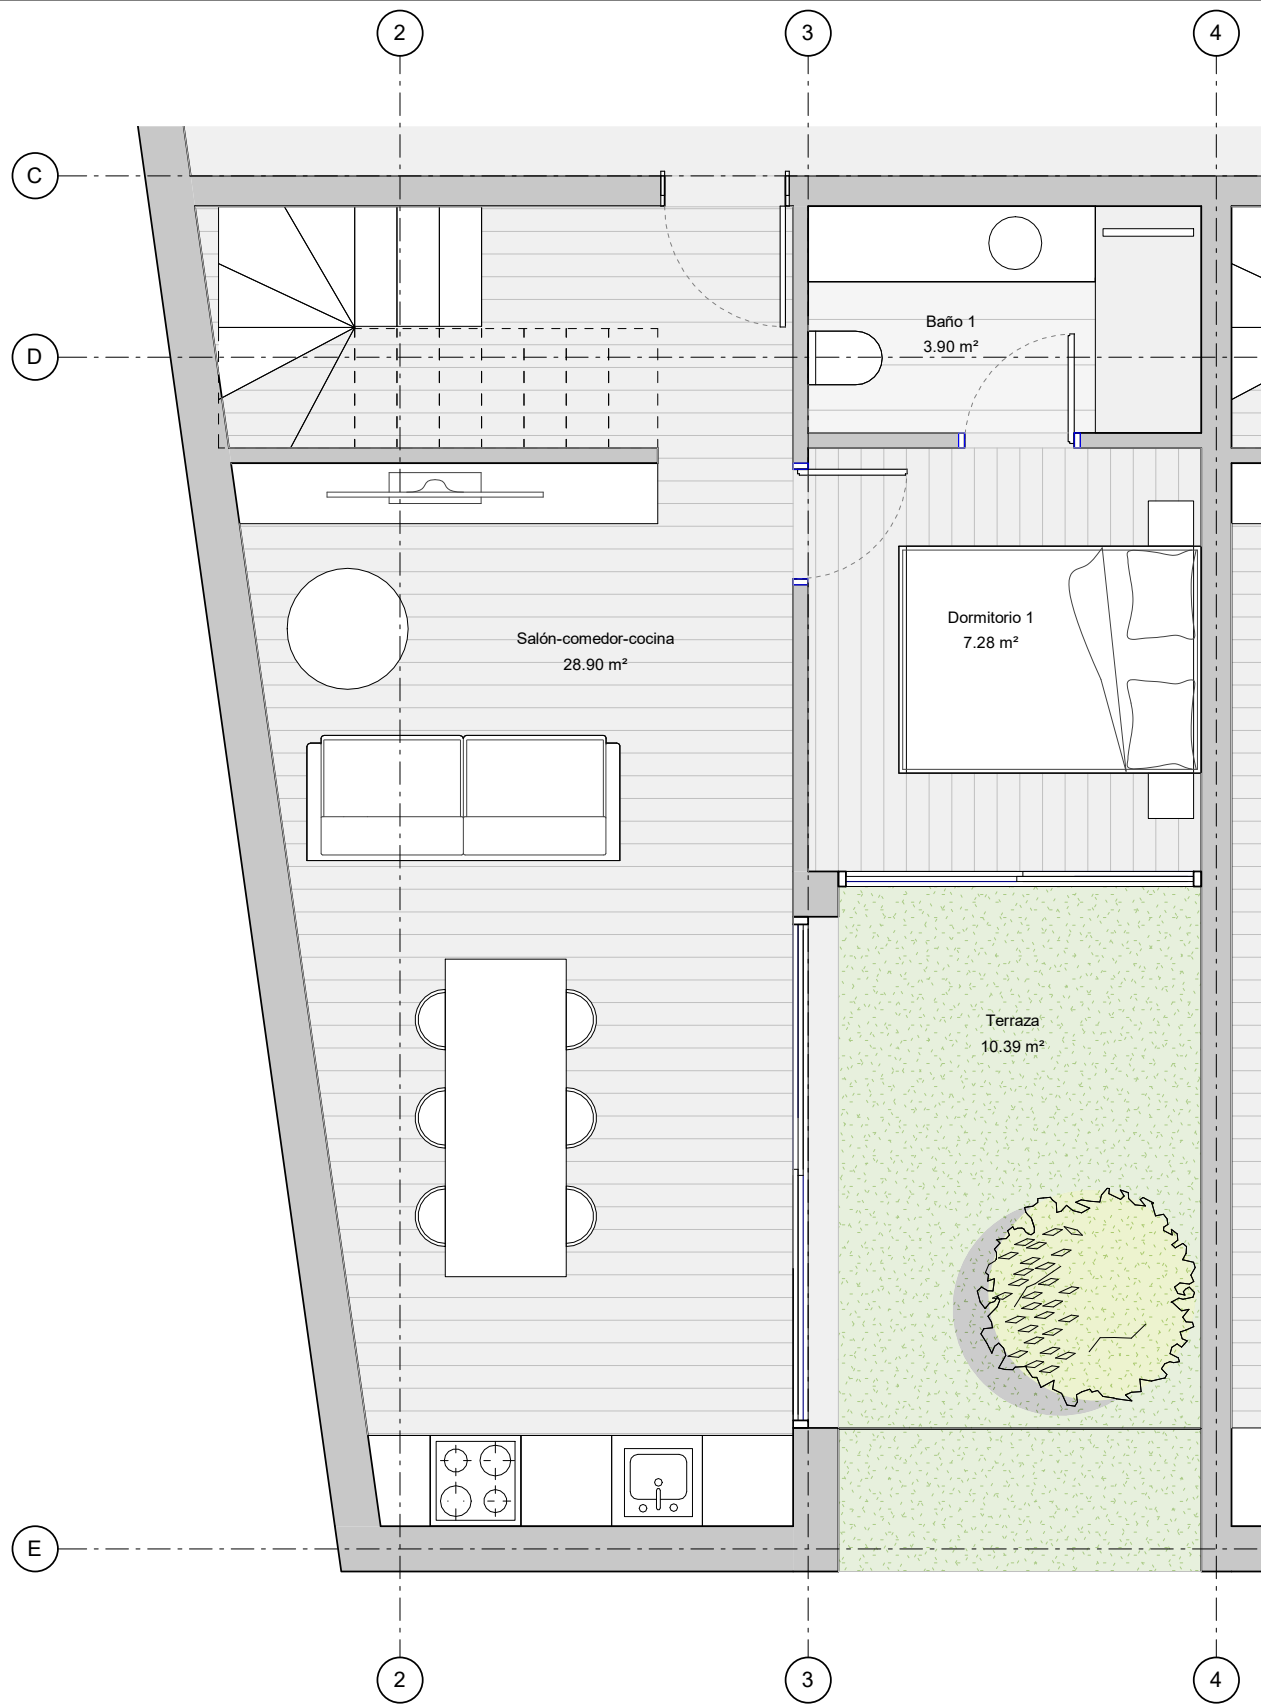 2
3
4
C
D
Baño 1
3.90 m²
Dormitorio 1
7.28 m²
Salón-comedor-cocina
28.90 m²
Terraza
10.39 m²
E
2
3
4